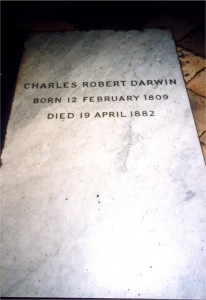 CHARLES ROBERT DARWIN
BORN 12 FEBRUARY 1809
DIED 19 APRIL 1882